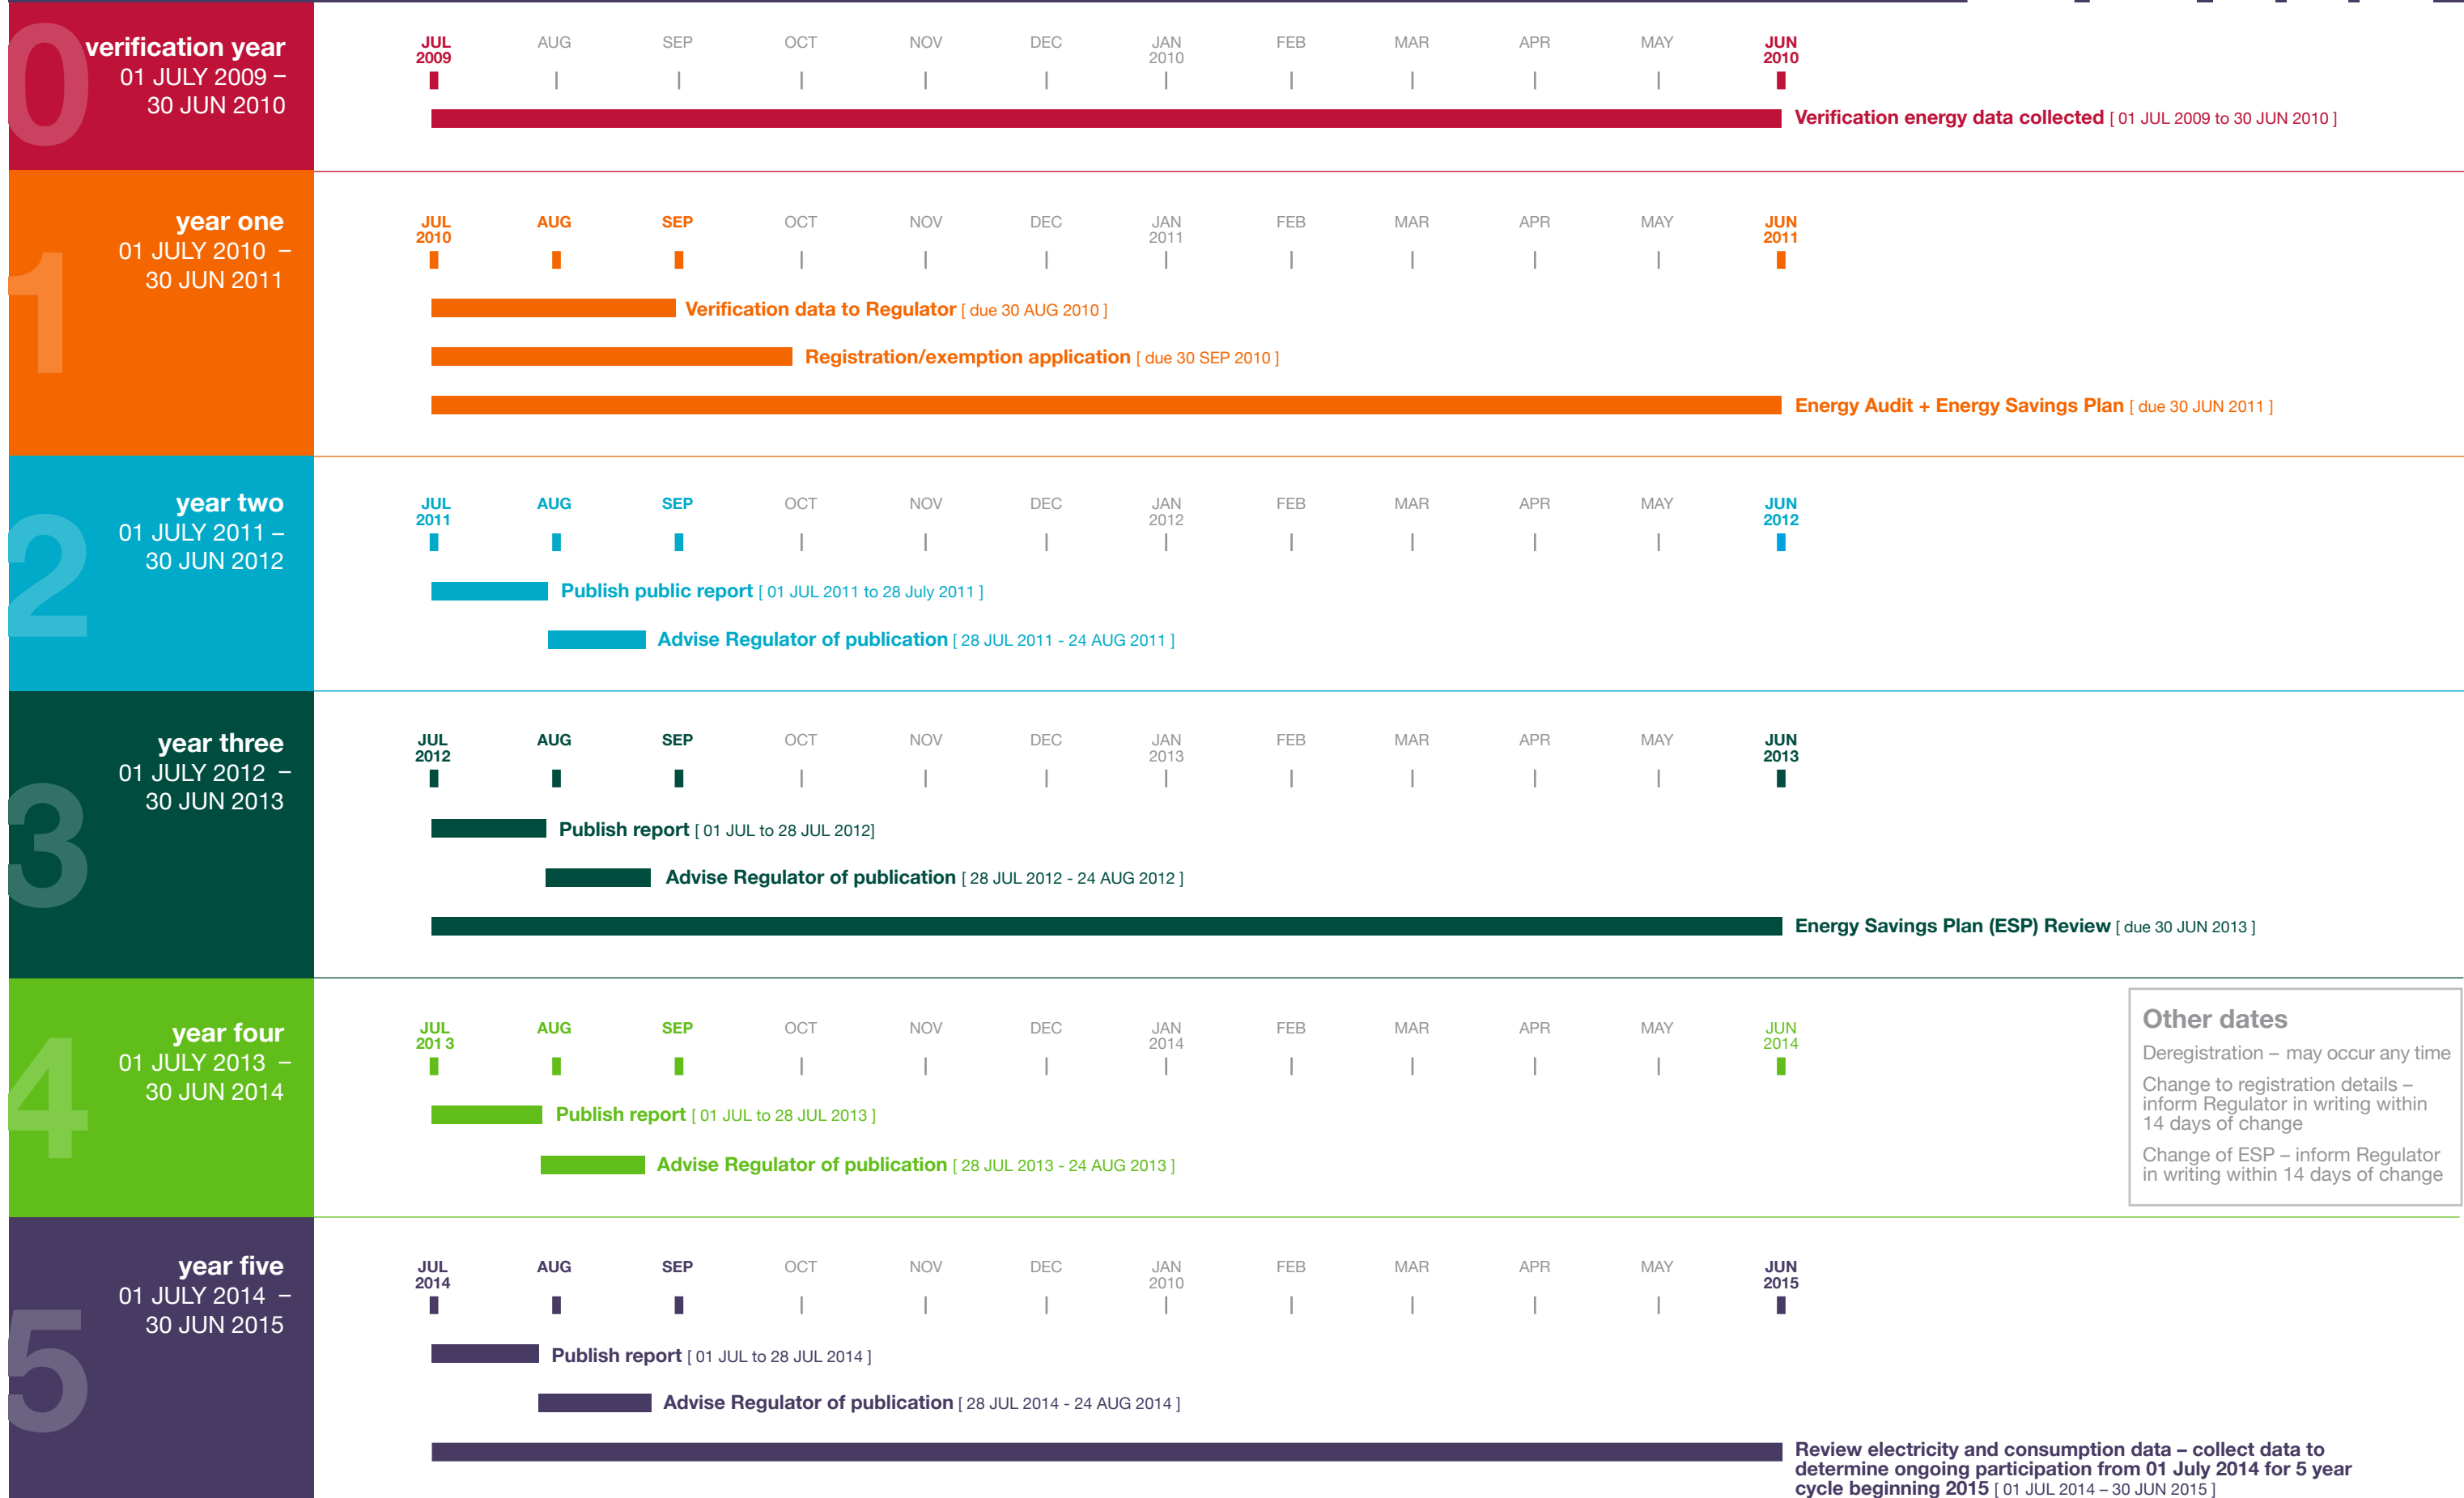 0
verification year
01 JULY 2009 –
30 JUN 2010
JUL AUG SEP OCT NOV DEC JAN FEB MAR APR MAY JUN
2009 2010 2010
Verification energy data collected [ 01 JUL 2009 to 30 JUN 2010 ]
1
year one
01 JULY 2010 –
30 JUN 2011
JUL AUG SEP OCT NOV DEC JAN FEB MAR APR MAY JUN
2010 2011 2011
Verification data to Regulator [ due 30 AUG 2010 ]
Registration/exemption application [ due 30 SEP 2010 ]
Energy Audit + Energy Savings Plan [ due 30 JUN 2011 ]
2
year two
01 JULY 2011 –
30 JUN 2012
JUL AUG SEP OCT NOV DEC JAN FEB MAR APR MAY JUN
2011 2012 2012
Publish public report [ 01 JUL 2011 to 28 July 2011 ]
Advise Regulator of publication [ 28 JUL 2011 - 24 AUG 2011 ]
3
year three
01 JULY 2012 –
30 JUN 2013
JUL AUG SEP OCT NOV DEC JAN FEB MAR APR MAY JUN
2012 2013 2013
Publish report [ 01 JUL to 28 JUL 2012]
Advise Regulator of publication [ 28 JUL 2012 - 24 AUG 2012 ]
Energy Savings Plan (ESP) Review [ due 30 JUN 2013 ]
4
year four
01 JULY 2013 –
30 JUN 2014
JUL AUG SEP OCT NOV DEC JAN FEB MAR APR MAY JUN
2013 2014 2014
Publish report [ 01 JUL to 28 JUL 2013 ]
Advise Regulator of publication [ 28 JUL 2013 - 24 AUG 2013 ]
Other dates
Deregistration – may occur any time
Change to registration details –
inform Regulator in writing within
14 days of change
Change of ESP – inform Regulator
in writing within 14 days of change
5
year five
01 JULY 2014 –
30 JUN 2015
JUL AUG SEP OCT NOV DEC JAN FEB MAR APR MAY JUN
2014 2010 2015
Publish report [ 01 JUL to 28 JUL 2014 ]
Advise Regulator of publication [ 28 JUL 2014 - 24 AUG 2014 ]
Review electricity and consumption data – collect data to
determine ongoing participation from 01 July 2014 for 5 year
cycle beginning 2015 [ 01 JUL 2014 – 30 JUN 2015 ]